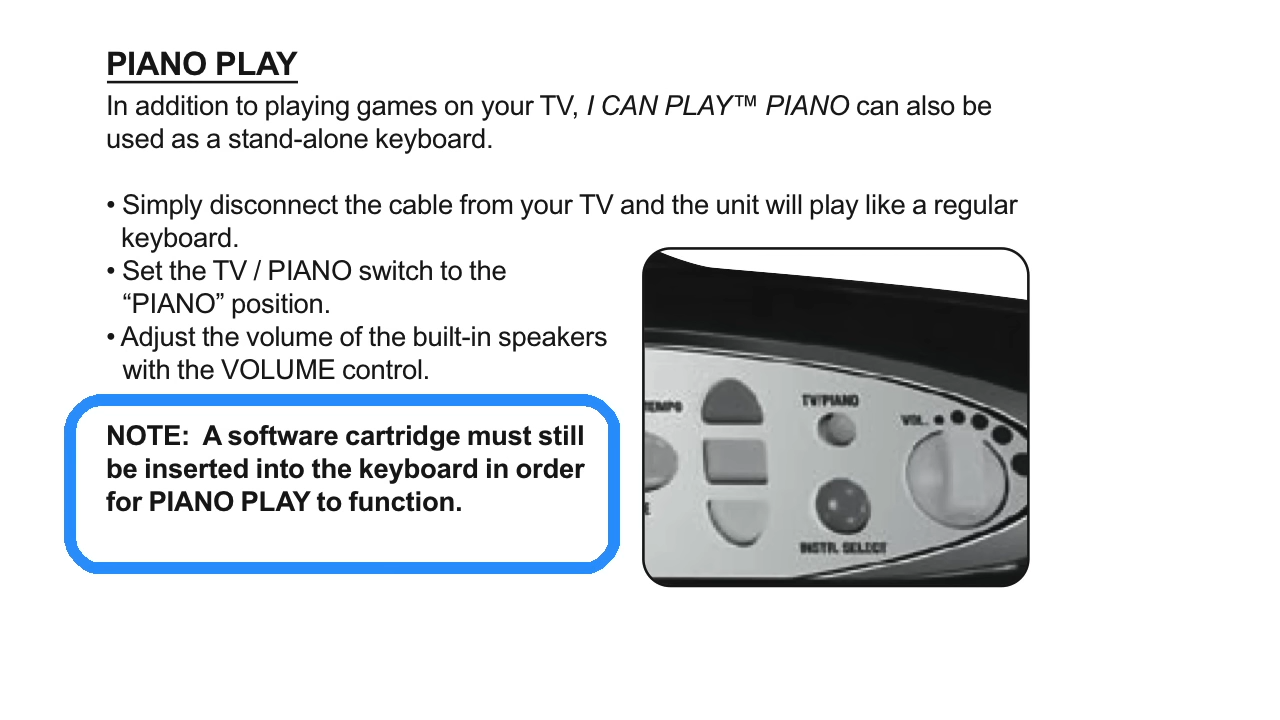 PIANO PLAY
In addition to playing games on your TV, I CAN PLAY™ PIANO can also be
used as a stand-alone keyboard.
• Simply disconnect the cable from your TV and the unit will play like a regular
keyboard.
• Set the TV / PIANO switch to the
“PIANO” position.
• Adjust the volume of the built-in speakers
with the VOLUME control.
NOTE:  A software cartridge must still
be inserted into the keyboard in order
for PIANO PLAY to function.
TEMPO
TV/PIANO
VOL.
E
INSTR. SELECT